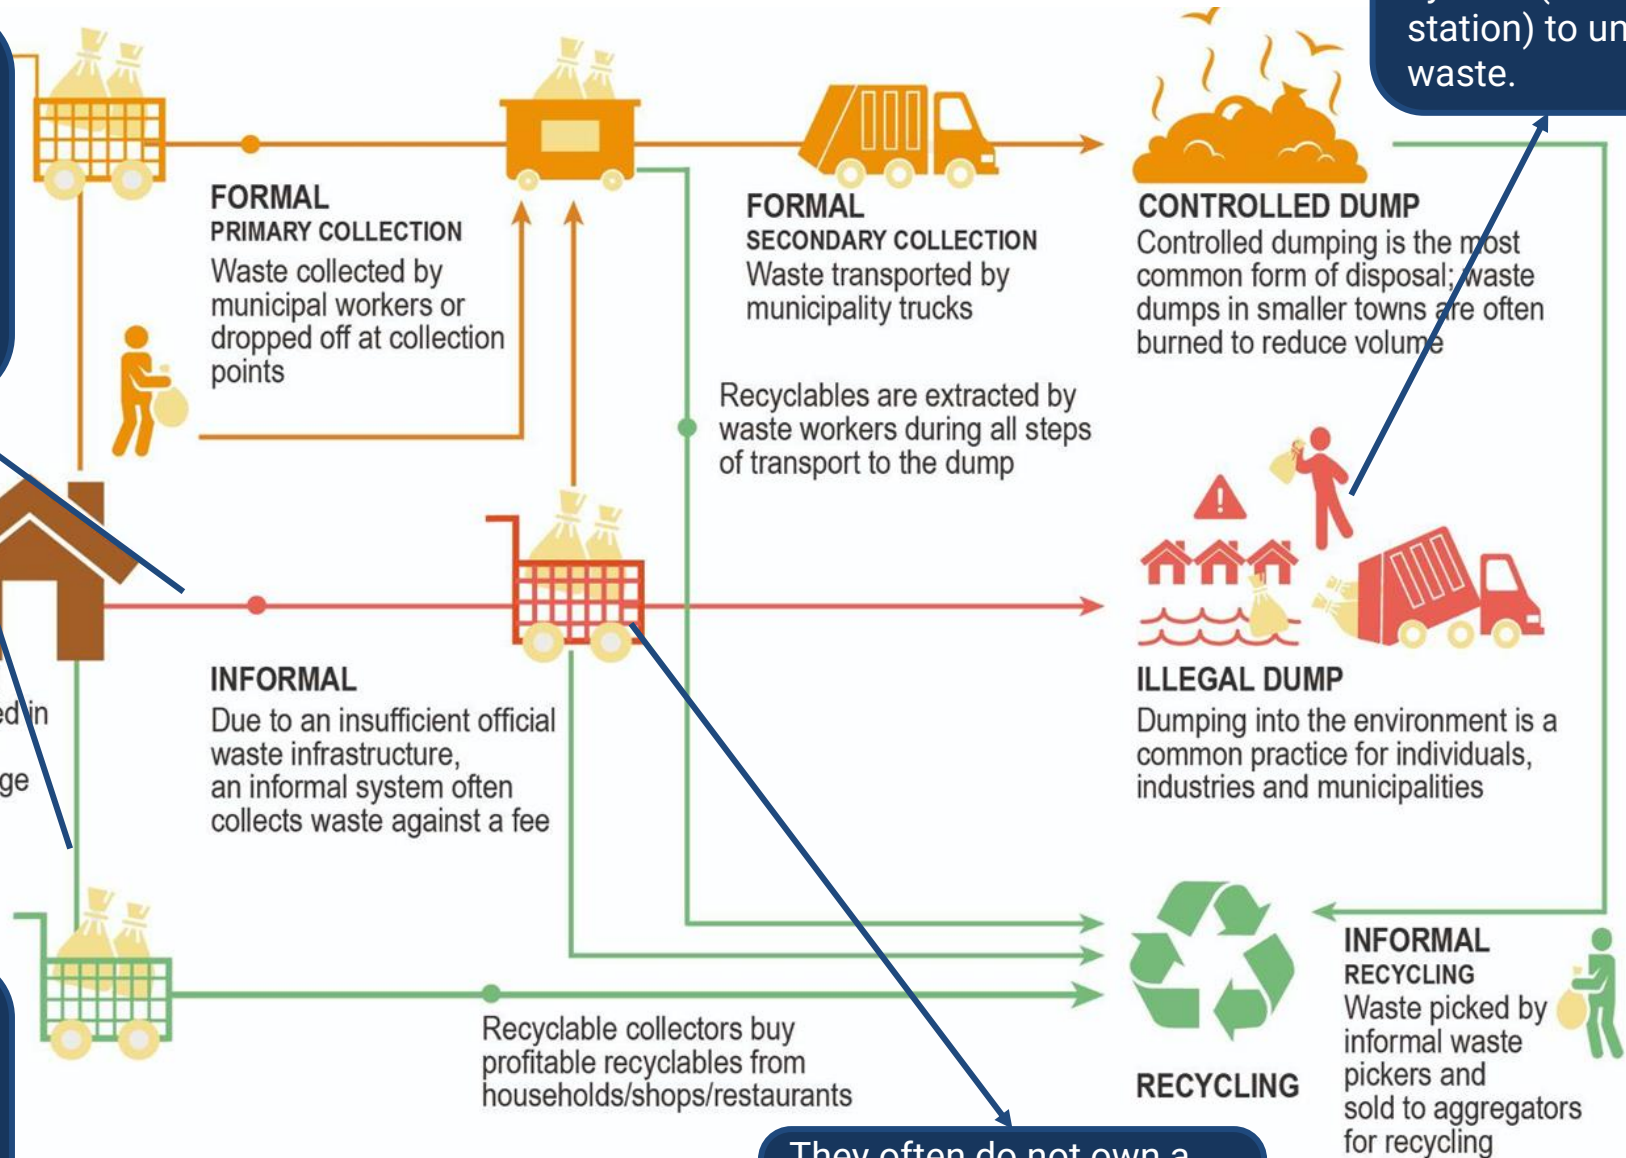 station) to un
waste.
FORMAL
PRIMARY COLLECTION
Waste collected by
municipal workers or
dropped off at collection
points
FORMAL
SECONDARY COLLECTION
Waste transported by
municipality trucks
CONTROLLED DUMP
Controlled dumping is the most
common form of disposal; waste
dumps in smaller towns are often
burned to reduce volume
Recyclables are extracted by
waste workers during all steps
of transport to the dump
ed in
ge
INFORMAL
Due to an insufficient official
waste infrastructure,
an informal system often
collects waste against a fee
ILLEGAL DUMP
Dumping into the environment is a
common practice for individuals,
industries and municipalities
Recyclable collectors buy
profitable recyclables from
households/shops/restaurants
RECYCLING
INFORMAL
RECYCLING
Waste picked by
informal waste
pickers and
sold to aggregators
for recycling
They often do not own a